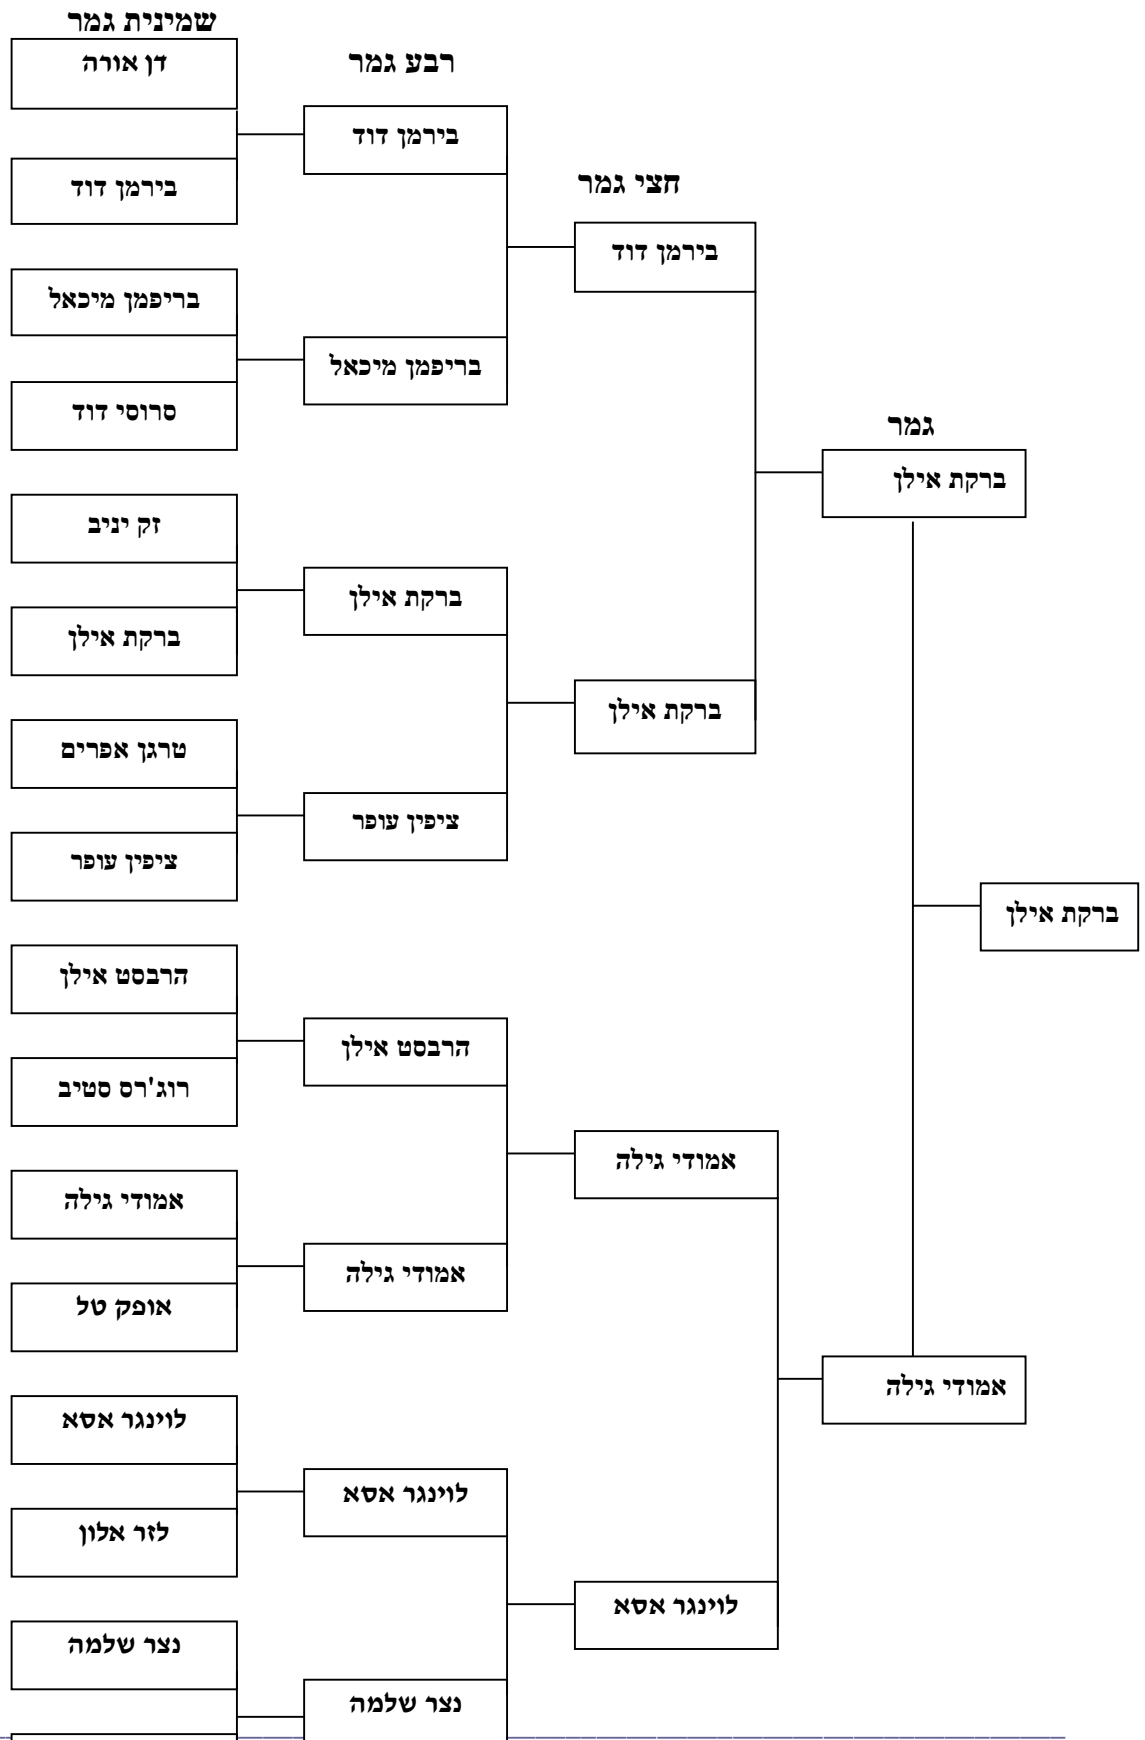 שמינית גמר
דן אורה
בירמן דוד
בריפמן מיכאל
סרוסי דוד
זק יניב
ברקת אילן
טרגן אפרים
ציפין עופר
הרבסט אילן
רוג'רס סטיב
אמודי גילה
אופק טל
לוינגר אסא
לזר אלון
נצר שלמה
רבע גמר
בירמן דוד
בריפמן מיכאל
ברקת אילן
ציפין עופר
הרבסט אילן
אמודי גילה
לוינגר אסא
נצר שלמה
חצי גמר
בירמן דוד
ברקת אילן
אמודי גילה
לוינגר אסא
גמר
ברקת אילן
אמודי גילה
ברקת אילן